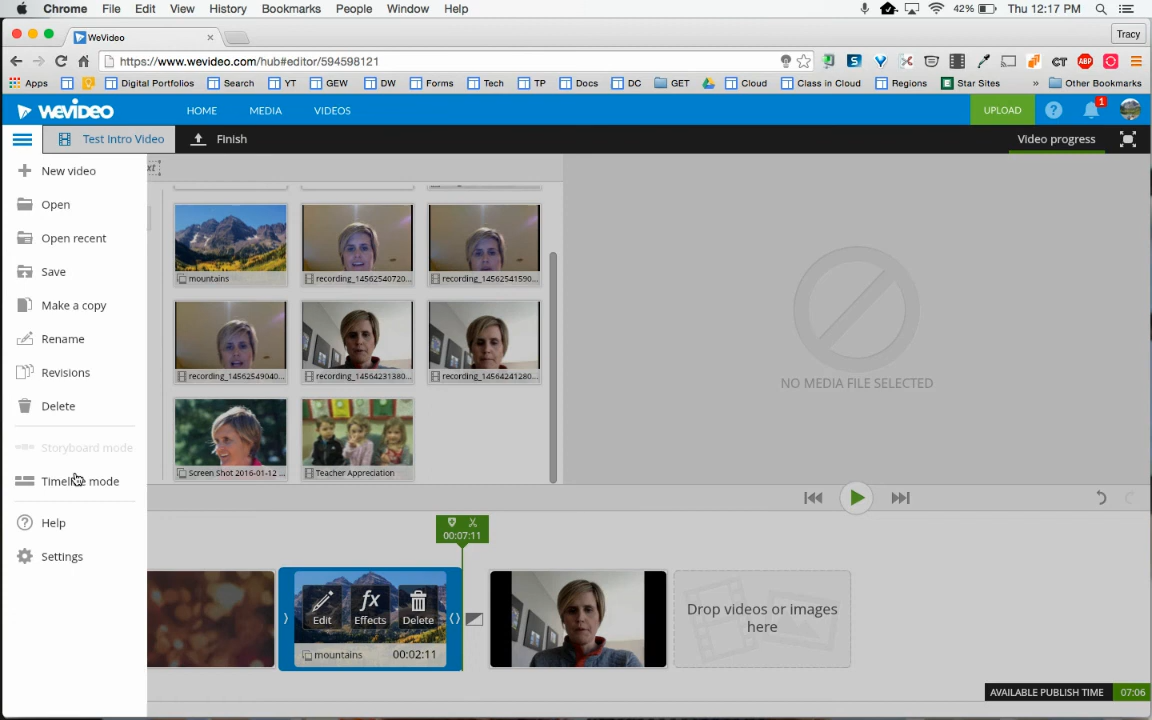 Chrome File Edit View History Bookmarks People Window Help 42% Thu 12:17 PM
WeVideo Tracy
https://www.wevideo.com/hub#editor/594598121
Apps Digital Portfolios Search YT GEW DW Forms Tech TP Docs DC GET Cloud Class in Cloud Regions Star Sites » Other Bookmarks
WEVIDEO HOME MEDIA VIDEOS UPLOAD ? 1
Test Intro Video Finish Video progress
New video
Open
Open recent
Save
Make a copy
Rename
Revisions
Delete
Storyboard mode
Timeline mode
Help
Settings
mountains recording_14562540720... recording_14562541590...
recording_14562549040... recording_14564231380... recording_14564241280...
Screen Shot 2016-01-12 ... Teacher Appreciation
NO MEDIA FILE SELECTED
00:07:11
Edit fx Effects Delete
mountains 00:02:11
Drop videos or images
here
AVAILABLE PUBLISH TIME 07:06